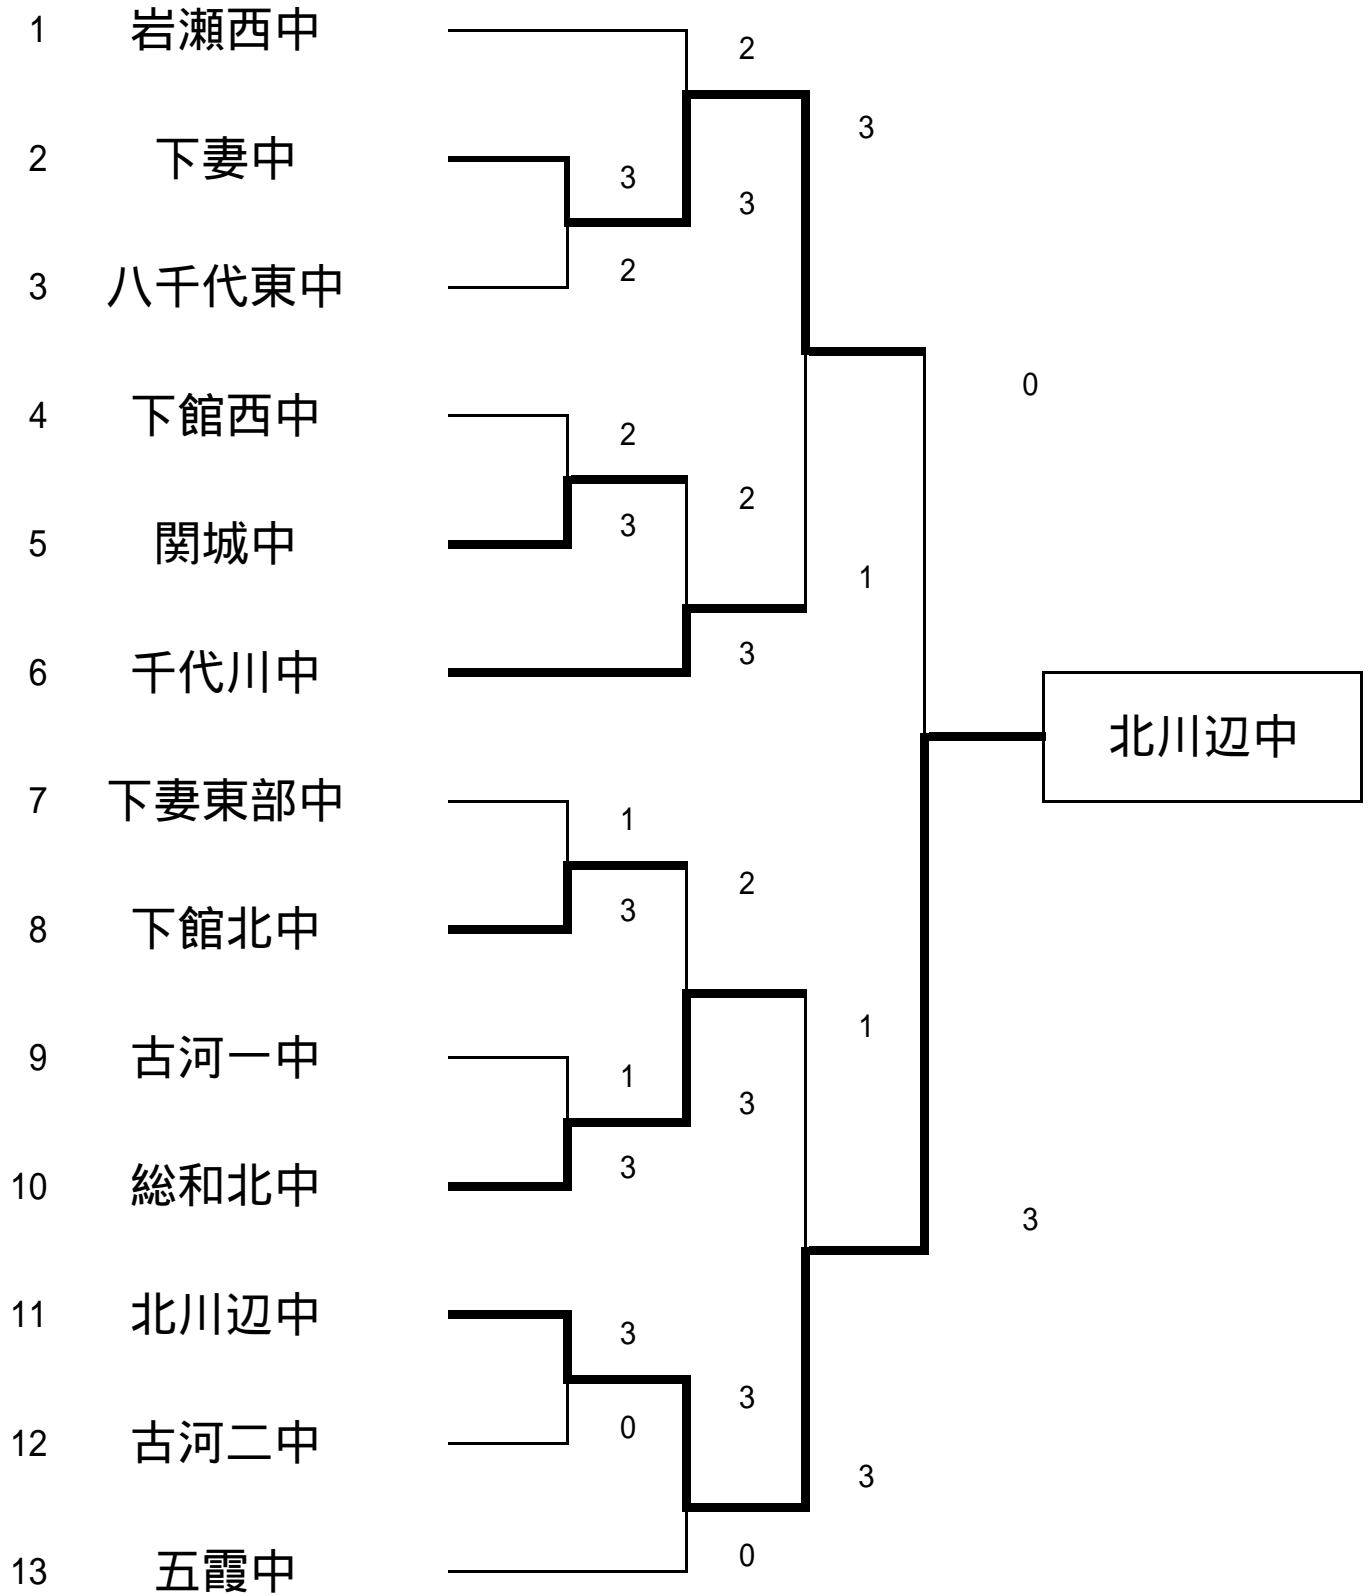 1 岩瀬西中
2
3
2 下妻中
3
3
3 八千代東中
2
0
4 下館西中
2
2
5 関城中
3
1
6 千代川中
3
北川辺中
7 下妻東部中
1
2
8 下館北中
3
1
9 古河一中
1
3
10 総和北中
3
3
11 北川辺中
3
3
12 古河二中
0
3
13 五霞中
0